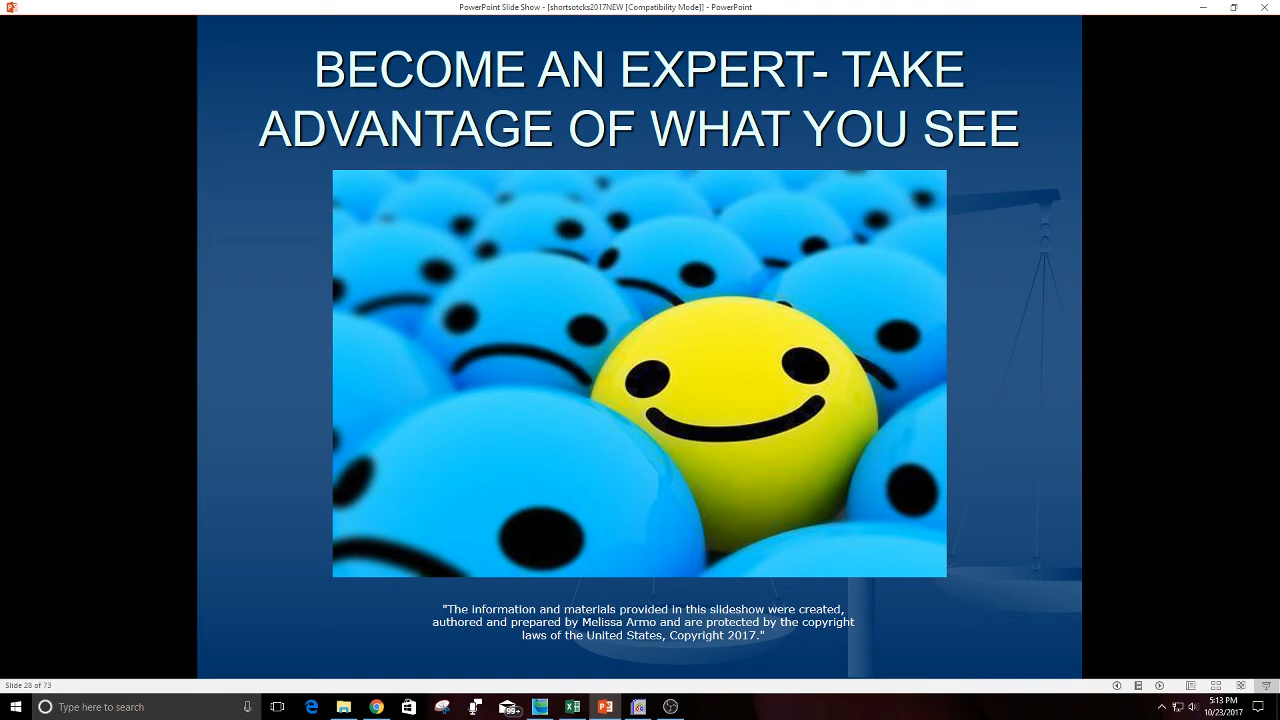 PowerPoint Slide Show - [shortsotcks2017NEW [Compatibility Mode]] - PowerPoint
BECOME AN EXPERT- TAKE
ADVANTAGE OF WHAT YOU SEE
"The information and materials provided in this slideshow were created,
authored and prepared by Melissa Armo and are protected by the copyright
laws of the United States, Copyright 2017."
Slide 28 of 73
Type here to search
99+
5:13 PM
10/23/2017